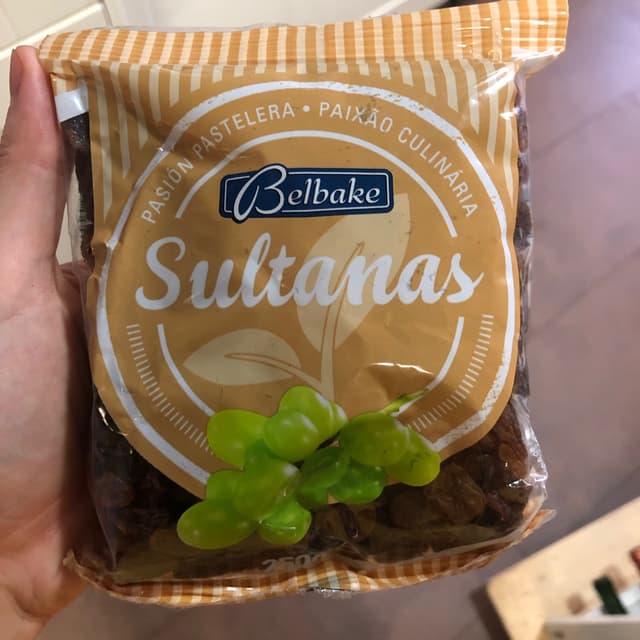 PASIÓN PASTELERA • PAIXÃO CULINÁRIA
Belbake
Sultanas